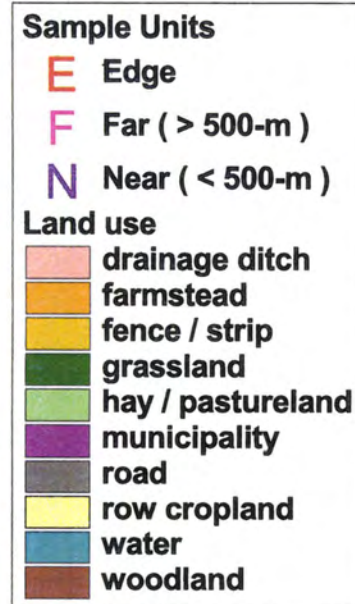 Sample Units
E Edge
F Far ( > 500-m )
N Near ( < 500-m )
Land use
drainage ditch
farmstead
fence / strip
grassland
hay / pastureland
municipality
road
row cropland
water
woodland